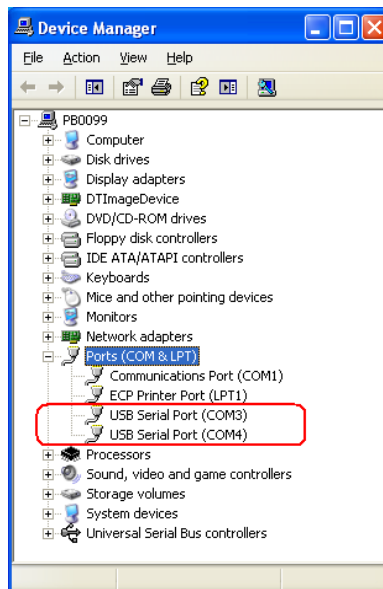 Device Manager
File Action View Help
PB0099
Computer
Disk drives
Display adapters
DTImageDevice
DVD/CD-ROM drives
Floppy disk controllers
IDE ATA/ATAPI controllers
Keyboards
Mice and other pointing devices
Monitors
Network adapters
Ports (COM & LPT)
Communications Port (COM1)
ECP Printer Port (LPT1)
USB Serial Port (COM3)
USB Serial Port (COM4)
Processors
Sound, video and game controllers
Storage volumes
System devices
Universal Serial Bus controllers